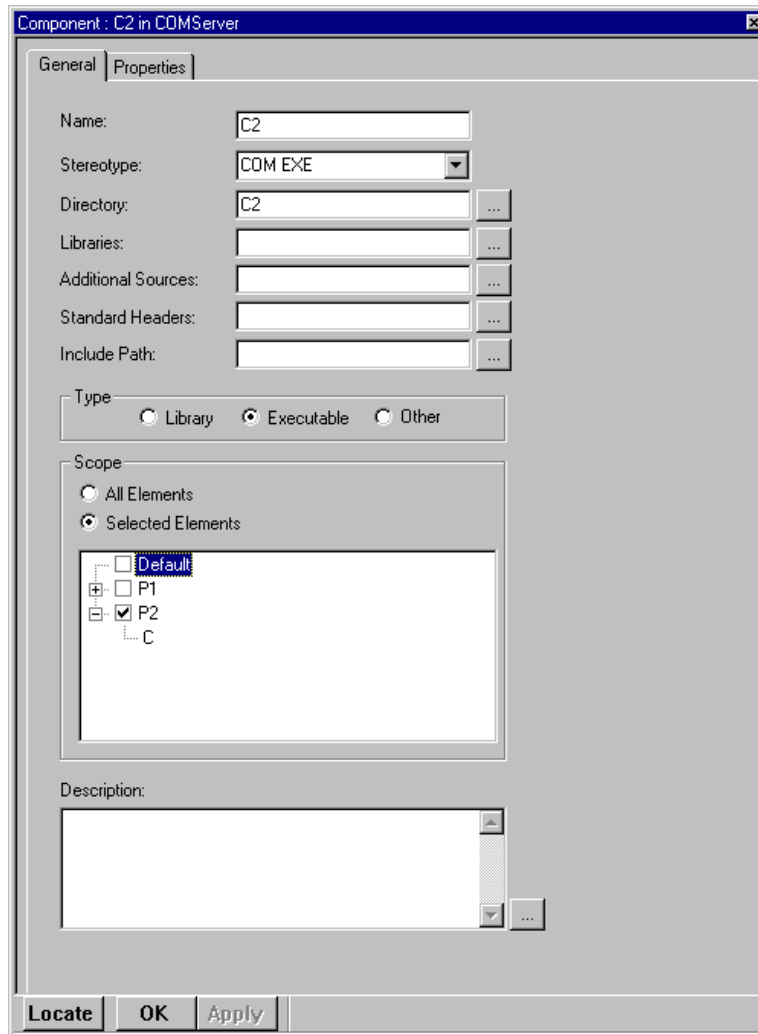 Component : C2 in COMServer
General Properties
Name: C2
Stereotype: COM EXE
Directory: C2 ...
Libraries: ...
Additional Sources: ...
Standard Headers: ...
Include Path: ...
Type
Library Executable Other
Scope
All Elements
Selected Elements
Default
P1
P2
C
Description:
...
Locate OK Apply